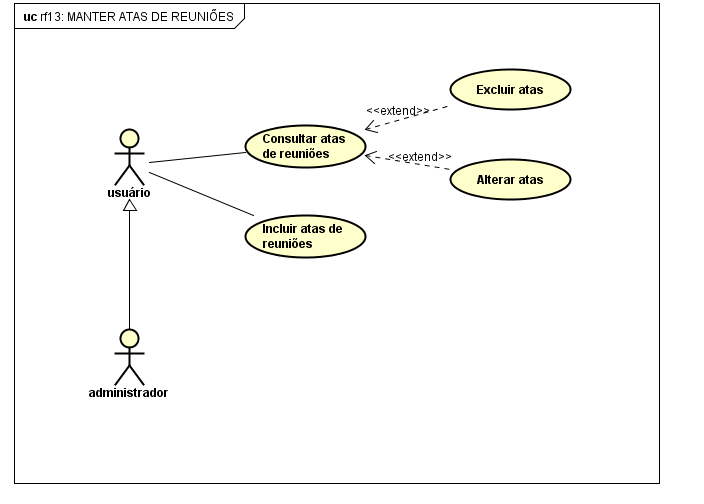 uc rf13: MANTER ATAS DE REUNIÕES
Excluir atas
<<extend>>
Consultar atas
de reuniões
<<extend>>
Alterar atas
usuário
Incluir atas de
reuniões
administrador